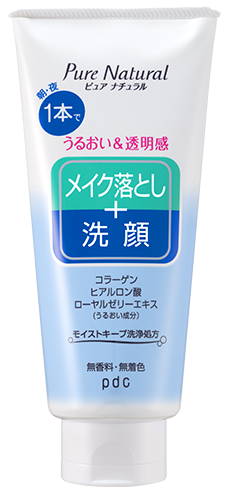 Pure Natural
ピュア ナチュラル
朝・夜
1本で
うるおい&透明感
メイク落とし
+
洗顔
コラーゲン
ヒアルロン酸
ローヤルゼリーエキス
(うるおい成分)
モイストキープ洗浄処方
無香料・無着色
pdc